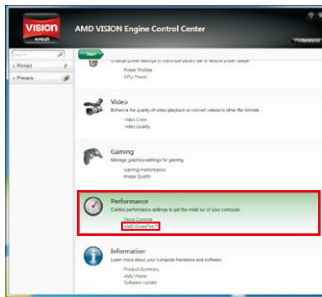 VISION
AMD
AMD VISION Engine Control Center
Preferences
Pinned
Presets
Power Profiles
CPU Power
Video
Enhance the quality of video playback or convert videos to other file formats.
Video Color
Video Quality
Gaming
Manage graphics settings for gaming
Gaming Performance
Image Quality
Performance
Control performance settings to get the most out of your computer.
AMD CrossFire™
Information
Learn more about your computer hardware and software.
Product Summary
AMD Home
Software Update